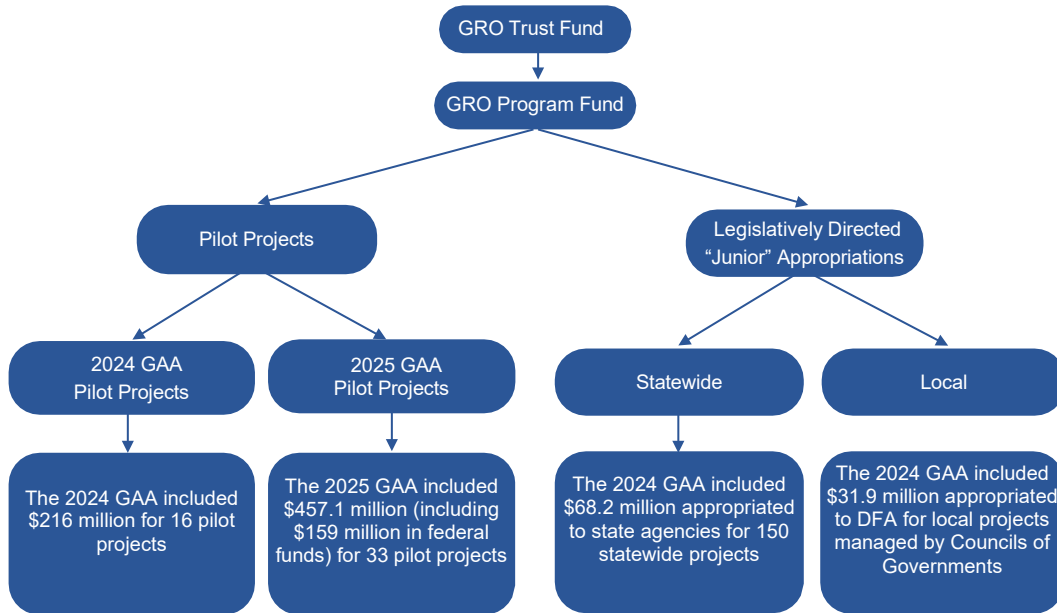 GRO Trust Fund
GRO Program Fund
Pilot Projects
Legislatively Directed
“Junior” Appropriations
2024 GAA
Pilot Projects
2025 GAA
Pilot Projects
Statewide
Local
The 2024 GAA included
$216 million for 16 pilot
projects
The 2025 GAA included
$457.1 million (including
$159 million in federal
funds) for 33 pilot projects
The 2024 GAA included
$68.2 million appropriated
to state agencies for 150
statewide projects
The 2024 GAA included
$31.9 million appropriated
to DFA for local projects
managed by Councils of
Governments